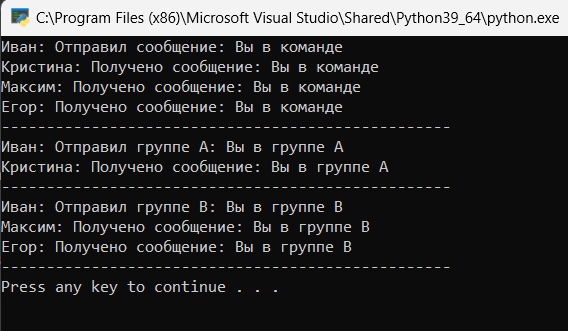 C:\Program Files (x86)\Microsoft Visual Studio\Shared\Python39_64\python.exe
Иван: Отправил сообщение: Вы в команде
Кристина: Получено сообщение: Вы в команде
Максим: Получено сообщение: Вы в команде
Егор: Получено сообщение: Вы в команде
--------------------------------------------------
Иван: Отправил группе A: Вы в группе A
Кристина: Получено сообщение: Вы в группе A
--------------------------------------------------
Иван: Отправил группе B: Вы в группе B
Максим: Получено сообщение: Вы в группе B
Егор: Получено сообщение: Вы в группе B
--------------------------------------------------
Press any key to continue . . .